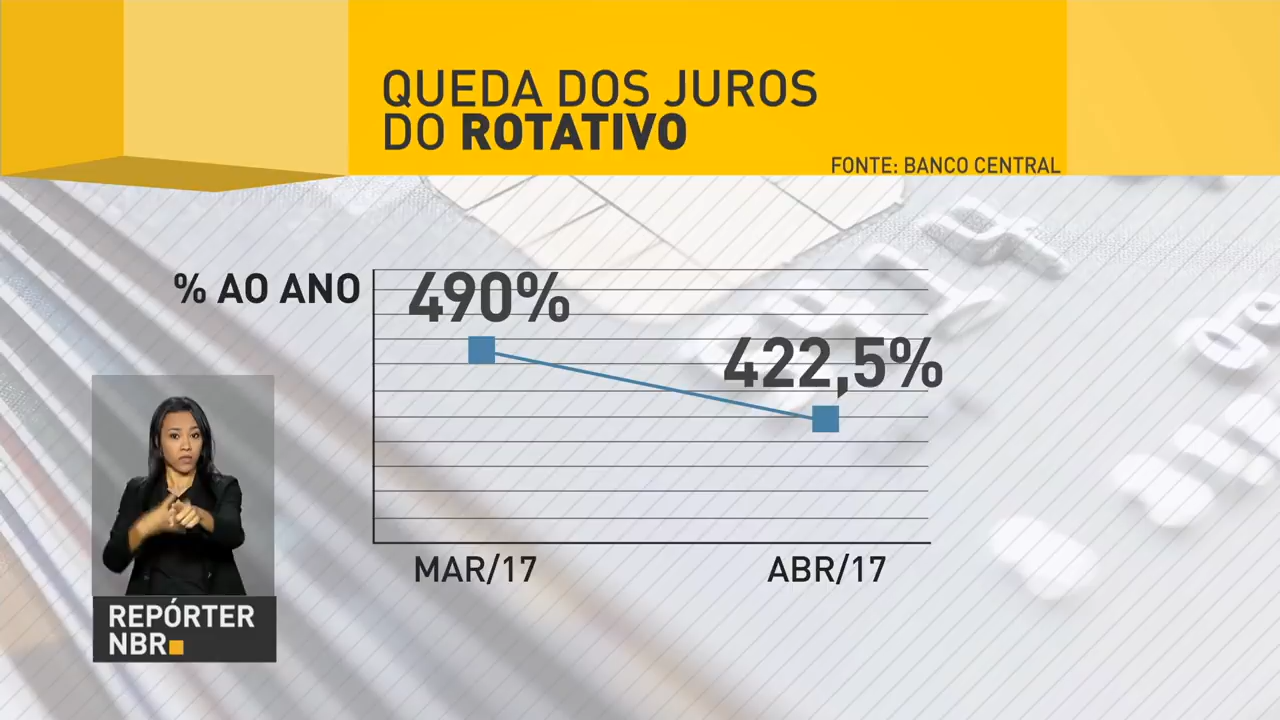 QUEDA DOS JUROS
DO ROTATIVO
FONTE: BANCO CENTRAL
% AO ANO
490%
422,5%
MAR/17
ABR/17
REPÓRTER
NBR